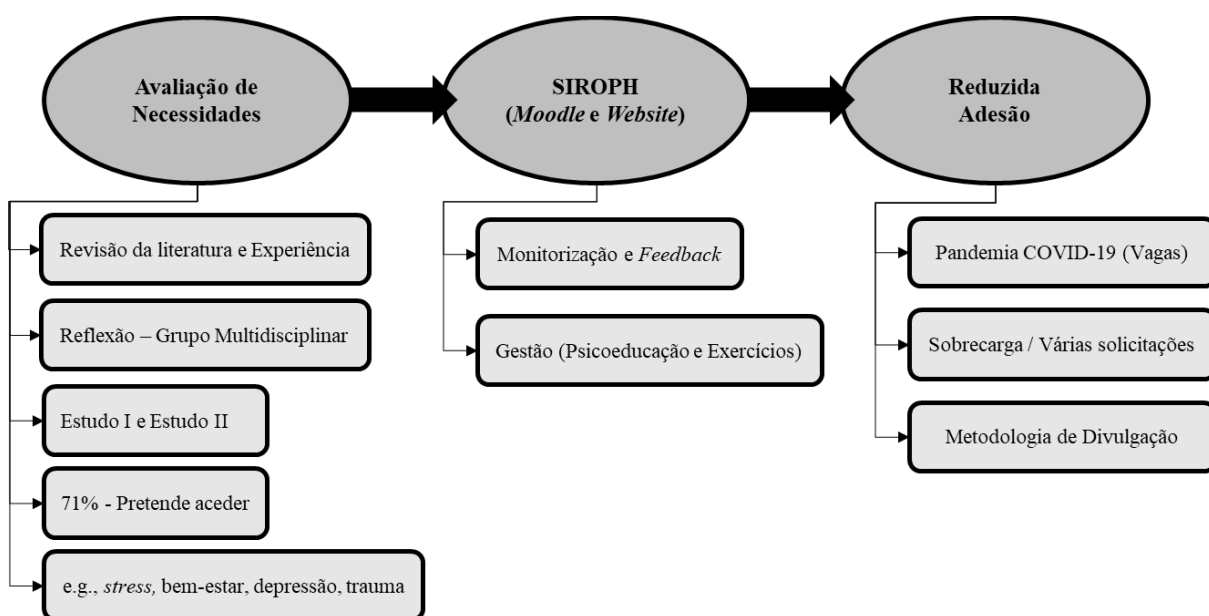 Avaliação de
Necessidades
SIROPH
(Moodle e Website)
Reduzida
Adesão
Revisão da literatura e Experiência
Reflexão – Grupo Multidisciplinar
Estudo I e Estudo II
71% - Pretende aceder
e.g., stress, bem-estar, depressão, trauma
Monitorização e Feedback
Gestão (Psicoeducação e Exercícios)
Pandemia COVID-19 (Vagas)
Sobrecarga / Várias solicitações
Metodologia de Divulgação